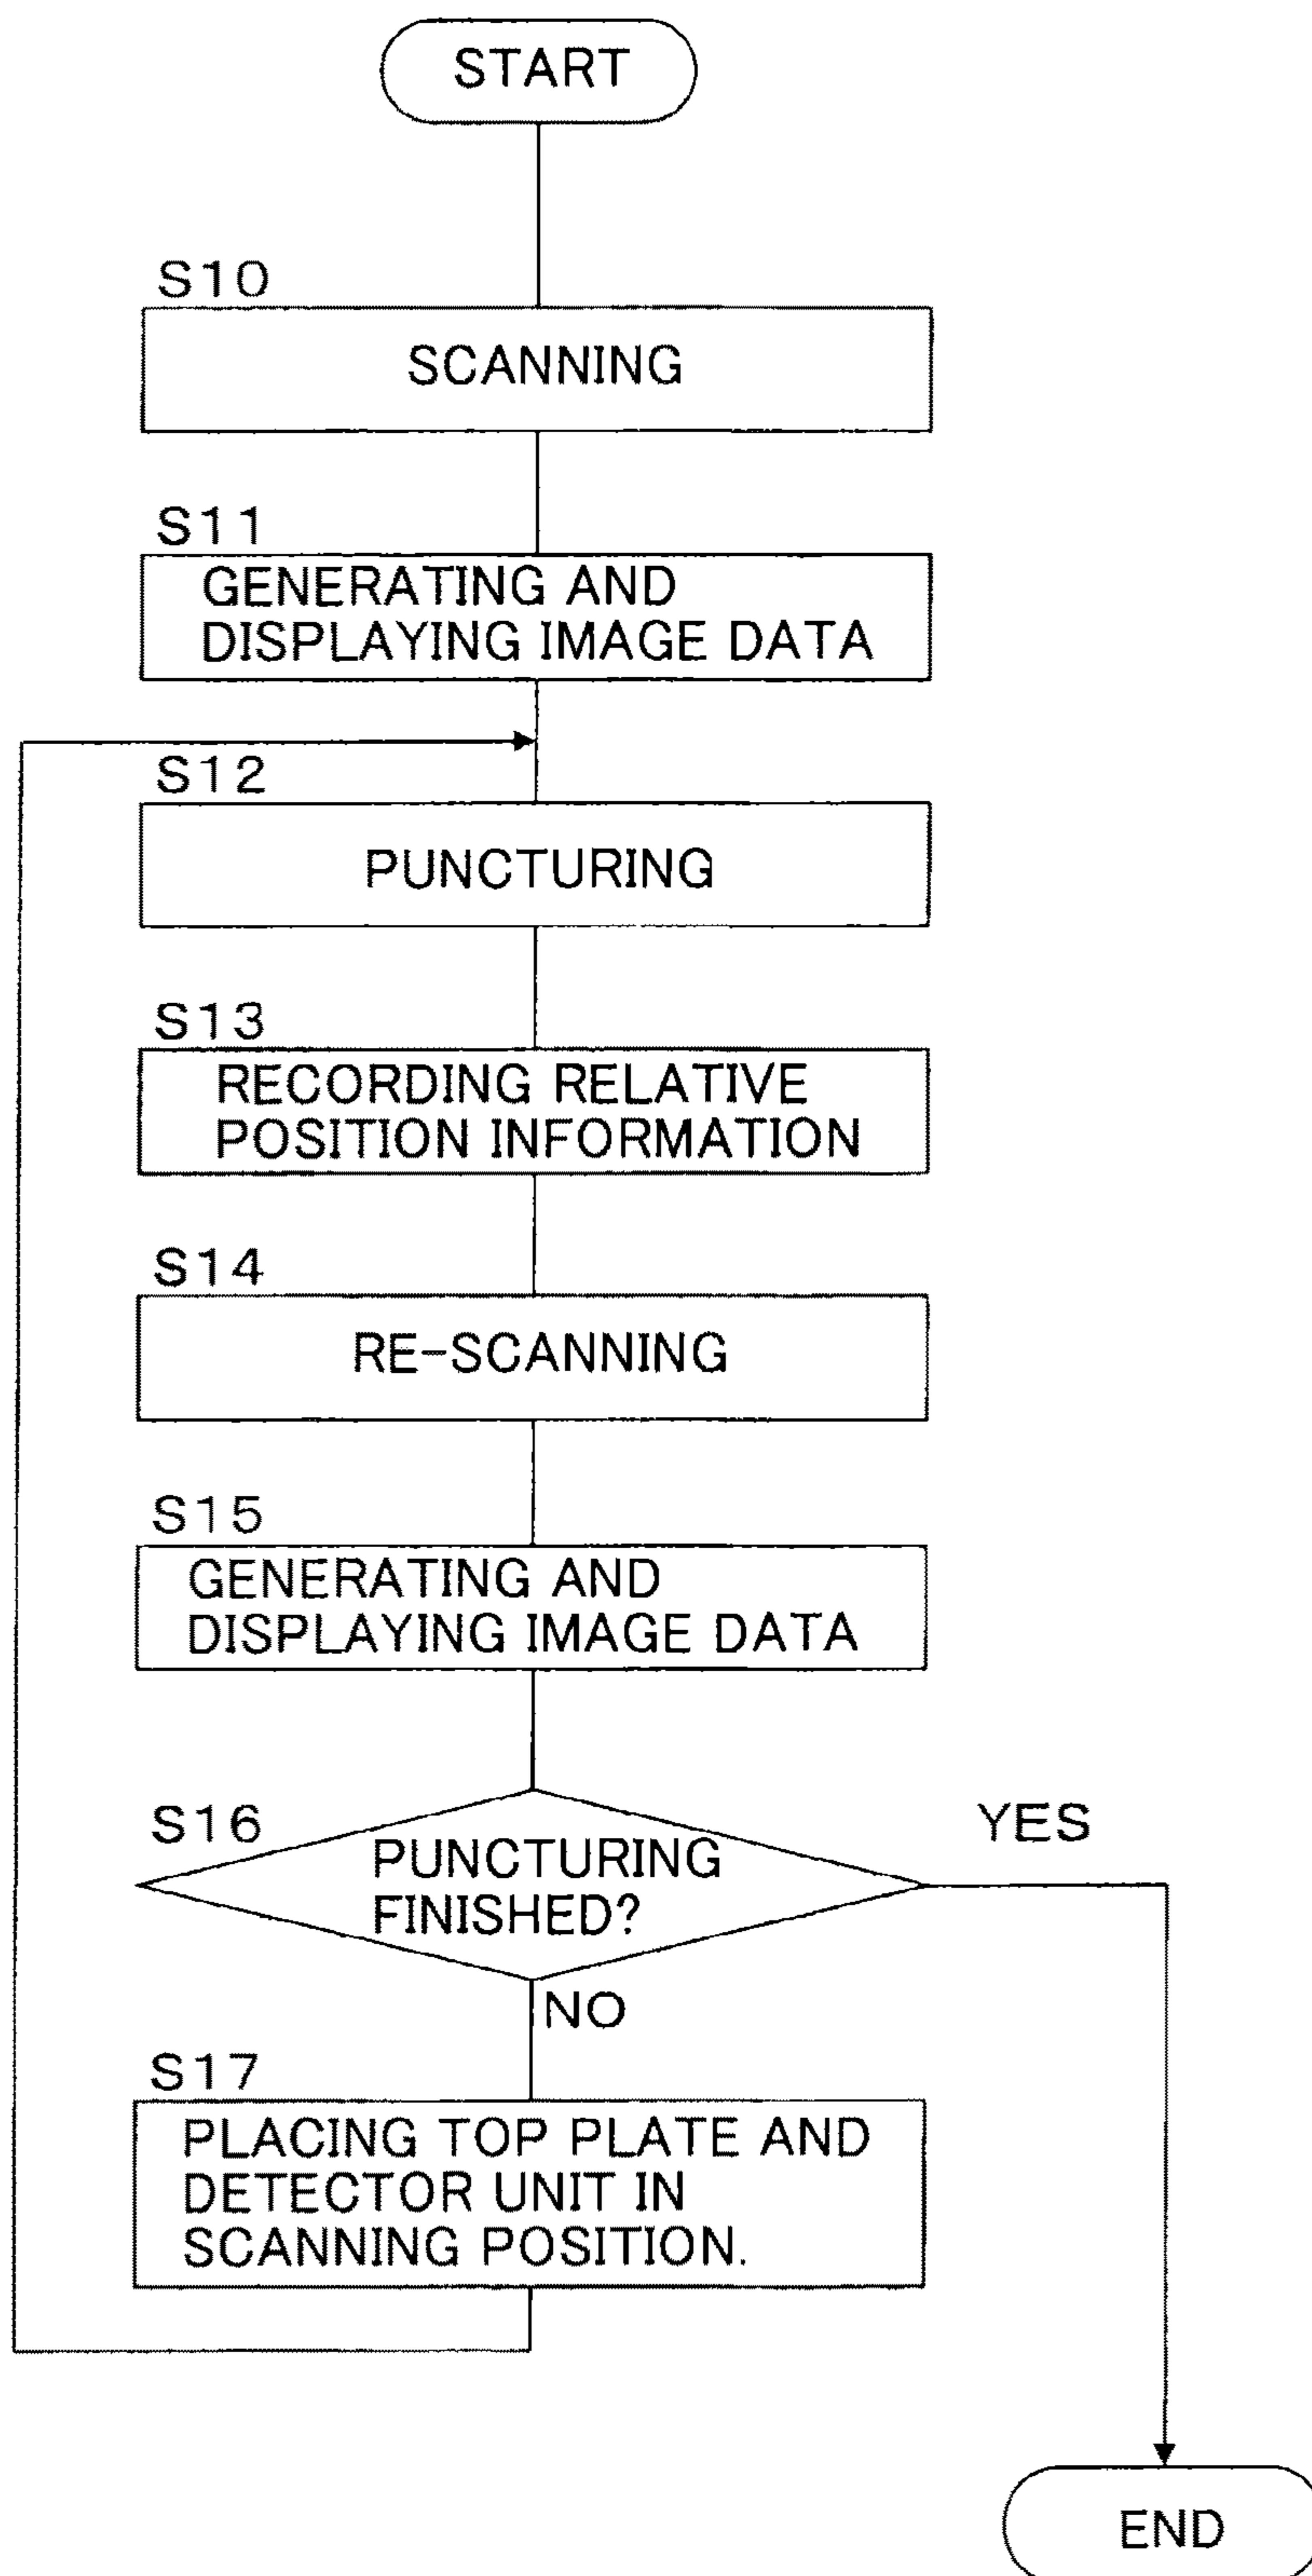 START
S10
SCANNING
S11
GENERATING AND
DISPLAYING IMAGE DATA
S12
PUNCTURING
S13
RECORDING RELATIVE
POSITION INFORMATION
S14
RE-SCANNING
S15
GENERATING AND
DISPLAYING IMAGE DATA
S16
PUNCTURING
FINISHED?
YES
NO
S17
PLACING TOP PLATE AND
DETECTOR UNIT IN
SCANNING POSITION.
END